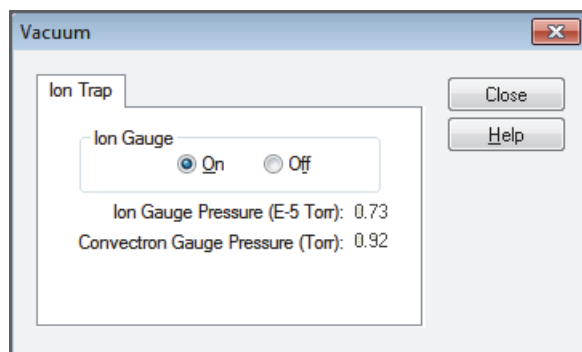 Vacuum
Ion Trap
Close
Help
Ion Gauge
On Off
Ion Gauge Pressure (E-5 Torr): 0.73
Convectron Gauge Pressure (Torr): 0.92